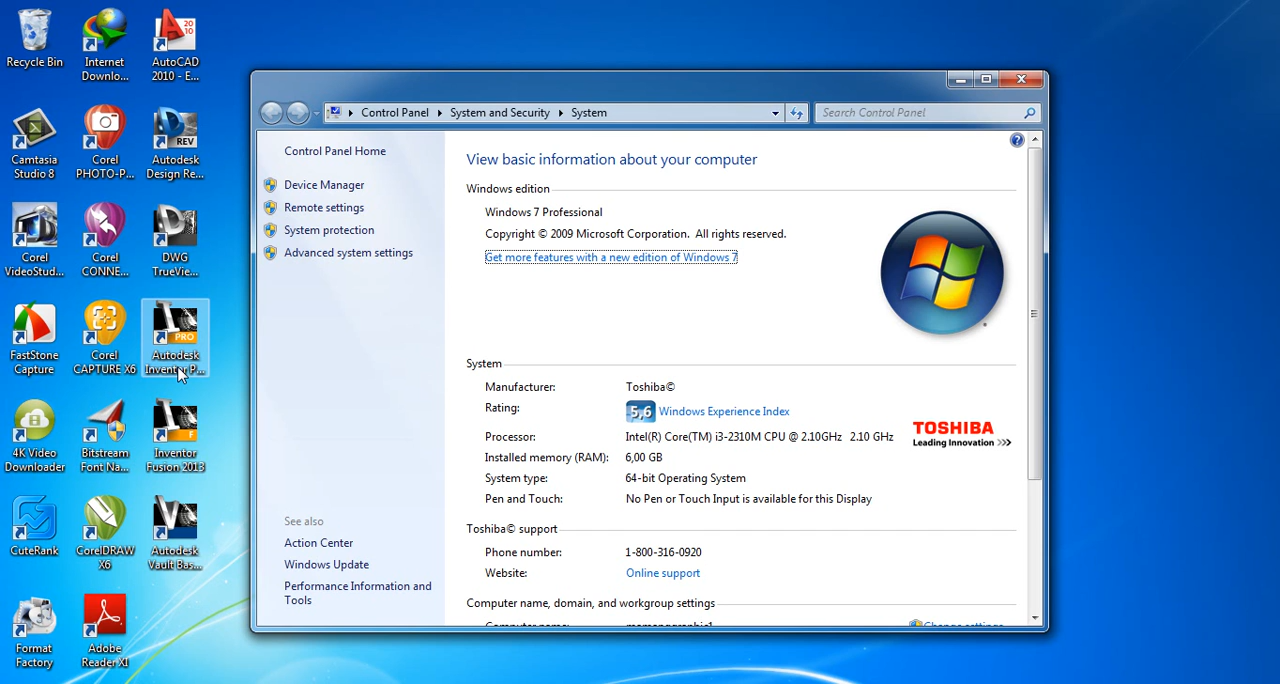 Recycle Bin
Internet
Downlo...
20
10
AutoCAD
2010 - E...
Camtasia
Studio 8
Corel
PHOTO-P...
REV
Autodesk
Design Re...
Corel
VideoStud...
Corel
CONNE...
DWG
TrueVie...
FastStone
Capture
Corel
CAPTURE X6
PRO
Autodesk
Inventor P...
4K Video
Downloader
Bitstream
Font Na...
F
Inventor
Fusion 2013
CuteRank
CorelDRAW
X6
Autodesk
Vault Bas...
Format
Factory
Adobe
Reader XI
Control Panel
System and Security
System
Search Control Panel
Control Panel Home
Device Manager
Remote settings
System protection
Advanced system settings
See also
Action Center
Windows Update
Performance Information and
Tools
View basic information about your computer
Windows edition
Windows 7 Professional
Copyright © 2009 Microsoft Corporation. All rights reserved.
Get more features with a new edition of Windows 7
System
Manufacturer: Toshiba©
Rating: 5,6 Windows Experience Index
Processor: Intel(R) Core(TM) i3-2310M CPU @ 2.10GHz 2.10 GHz
Installed memory (RAM): 6,00 GB
System type: 64-bit Operating System
Pen and Touch: No Pen or Touch Input is available for this Display
TOSHIBA
Leading Innovation >>>
Toshiba© support
Phone number: 1-800-316-0920
Website: Online support
Computer name, domain, and workgroup settings
Computer name:
Change settings